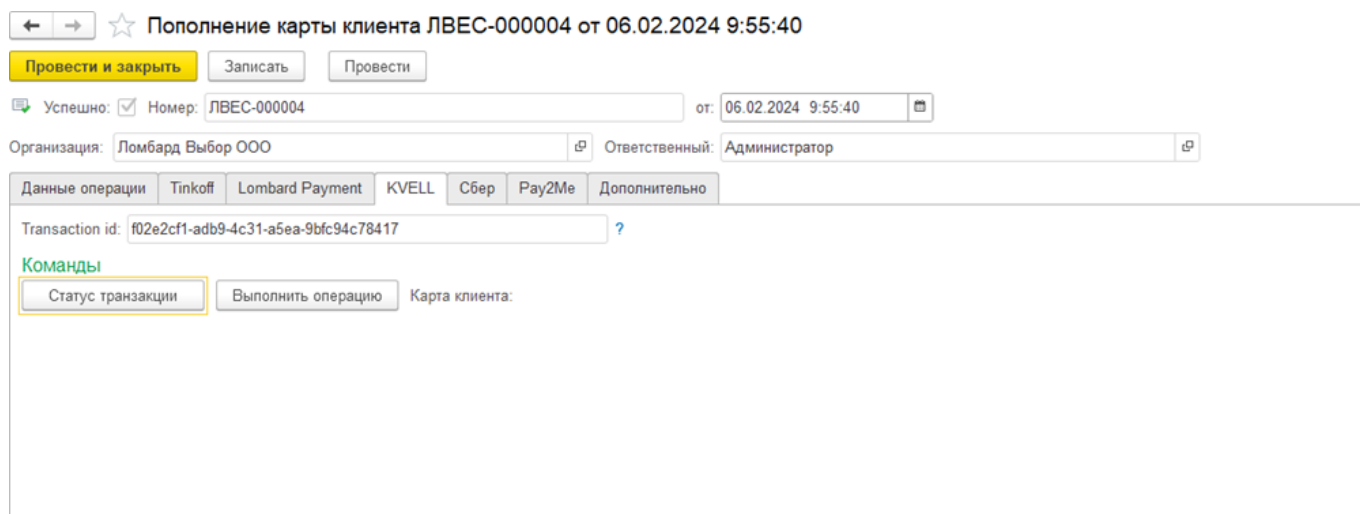 Пополнение карты клиента ЛВЕС-000004 от 06.02.2024 9:55:40
Провести и закрыть Записать Провести
Успешно: Номер: ЛВЕС-000004 от: 06.02.2024 9:55:40
Организация: Ломбард Выбор ООО Ответственный: Администратор
Данные операции Tinkoff Lombard Payment KVELL Сбер Pay2Me Дополнительно
Transaction id: f02e2cf1-adb9-4c31-a5ea-9bfc94c78417 ?
Команды
Статус транзакции Выполнить операцию Карта клиента: